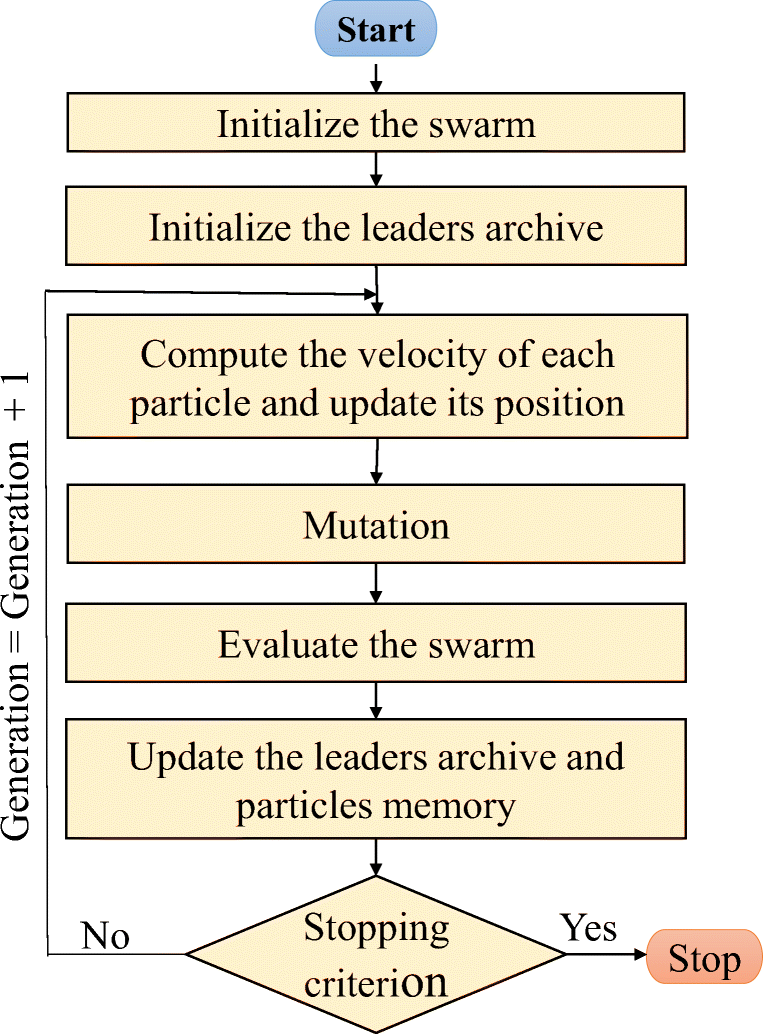 Start
Initialize the swarm
Initialize the leaders archive
Compute the velocity of each
particle and update its position
Mutation
Evaluate the swarm
Update the leaders archive and
particles memory
Stopping
criterion
Yes
Stop
No
Generation = Generation + 1